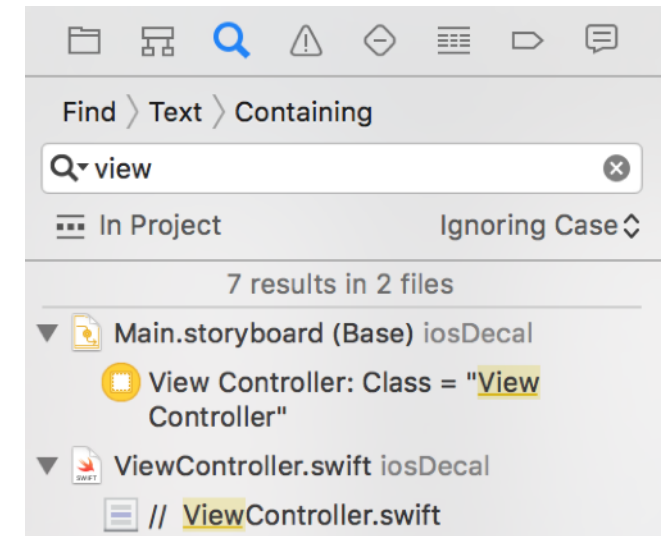 Find 〉 Text 〉 Containing
view
In Project Ignoring Case
7 results in 2 files
Main.storyboard (Base) iosDecal
View Controller: Class = "View
Controller"
SWIFT
ViewController.swift iosDecal
// ViewController.swift